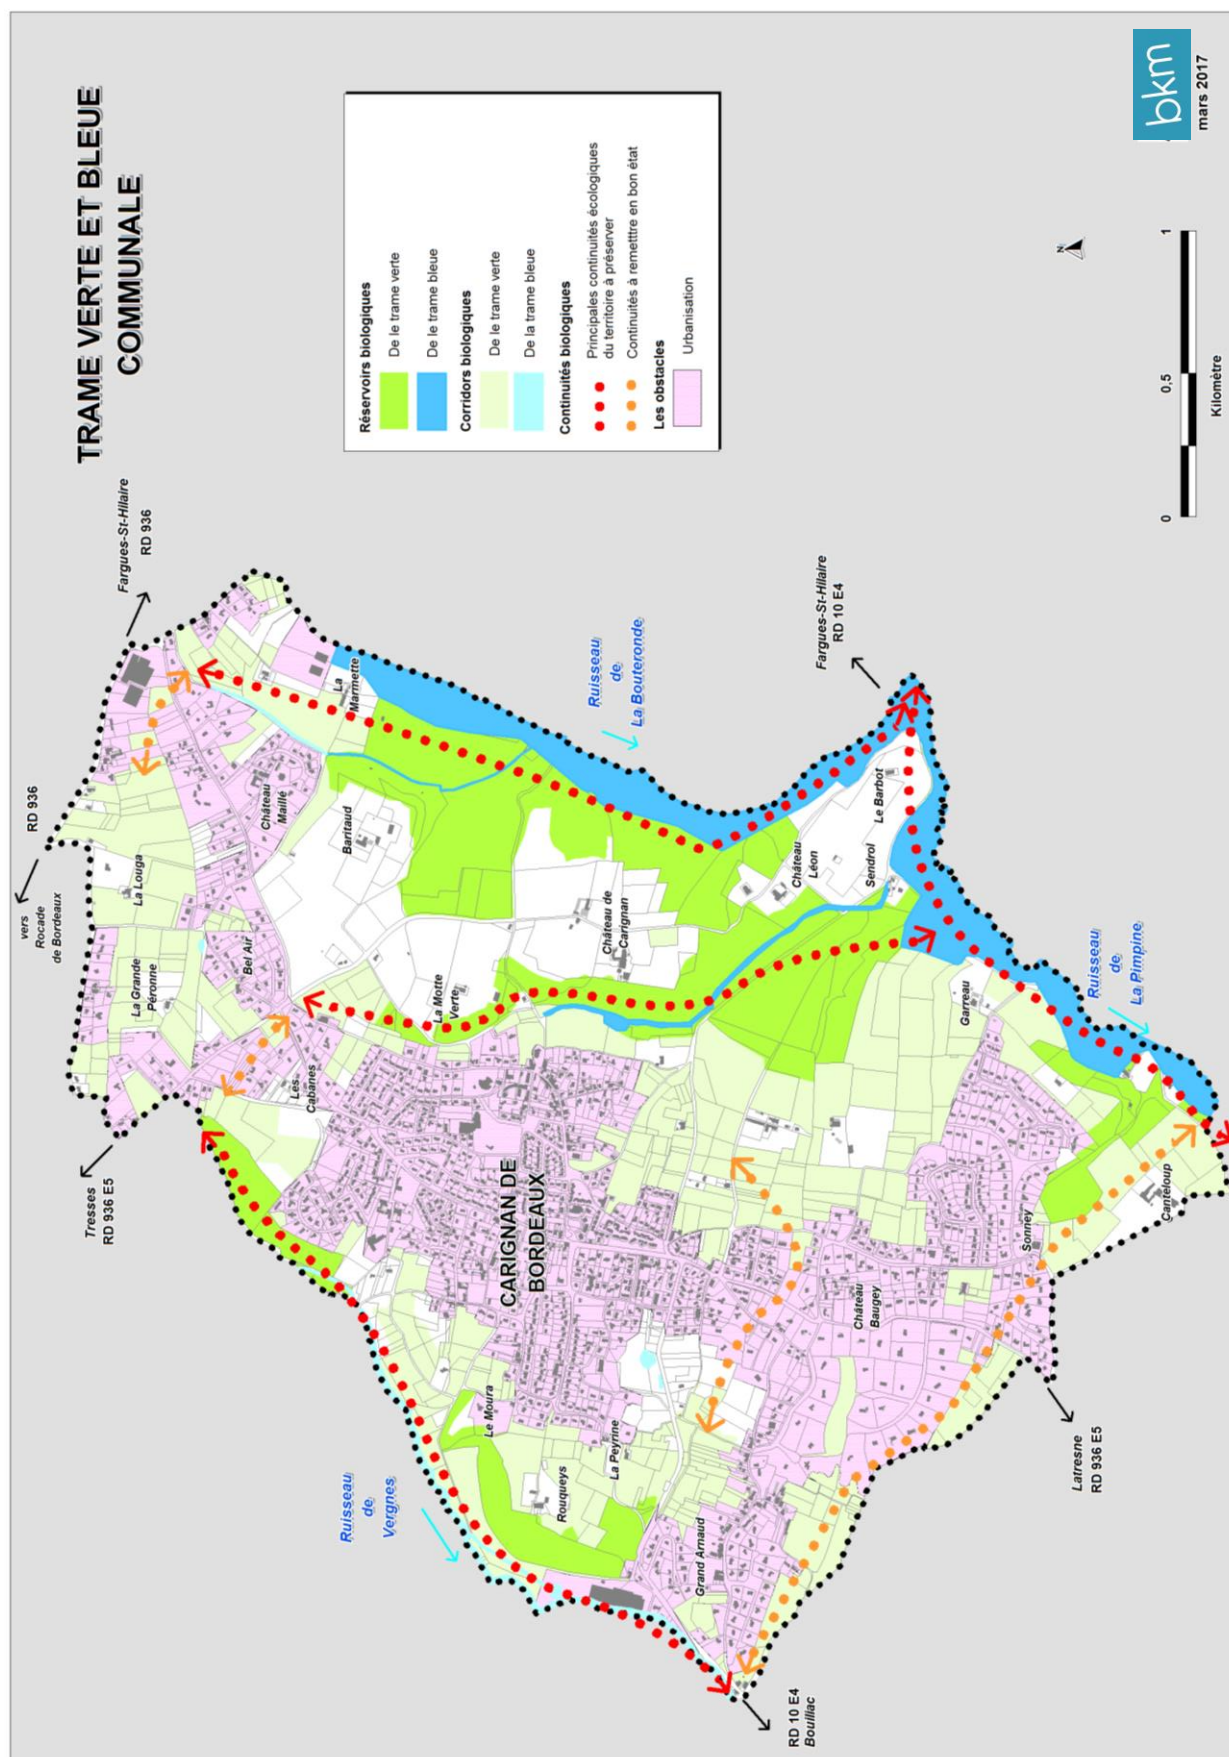 TRAME VERTE ET BLEUE
COMMUNALE
bkm
mars 2017
Réservoirs biologiques
De le trame verte
De le trame bleue
Corridors biologiques
De le trame verte
De la trame bleue
Continuités biologiques
Principales continuités écologiques
du territoire à préserver
Continuités à remetttre en bon état
Les obstacles
Urbanisation
N
0
0,5
1
Kilomètre
Fargues-St-Hilaire
RD 936
RD 936
vers
Rocade
de Bordeaux
Tresses
RD 936 E5
Fargues-St-Hilaire
RD 10 E4
Latresne
RD 936 E5
RD 10 E4
Bouliac
Ruisseau
de
La Bouteronde
Ruisseau
de
La Pimpine
Ruisseau
de
Vergnes
La
Marmette
Château
Maillé
Baritaud
La Louga
La Grande
Péronne
Bel Air
Les
Cabanes
La Motte
Verte
Château de
Carignan
Château
Léon
Le Barbot
Sendrol
Garreau
CARIGNAN DE
BORDEAUX
Le Moura
La Peyrine
Rouqueys
Grand Arnaud
Château
Baugey
Sonney
Canteloup